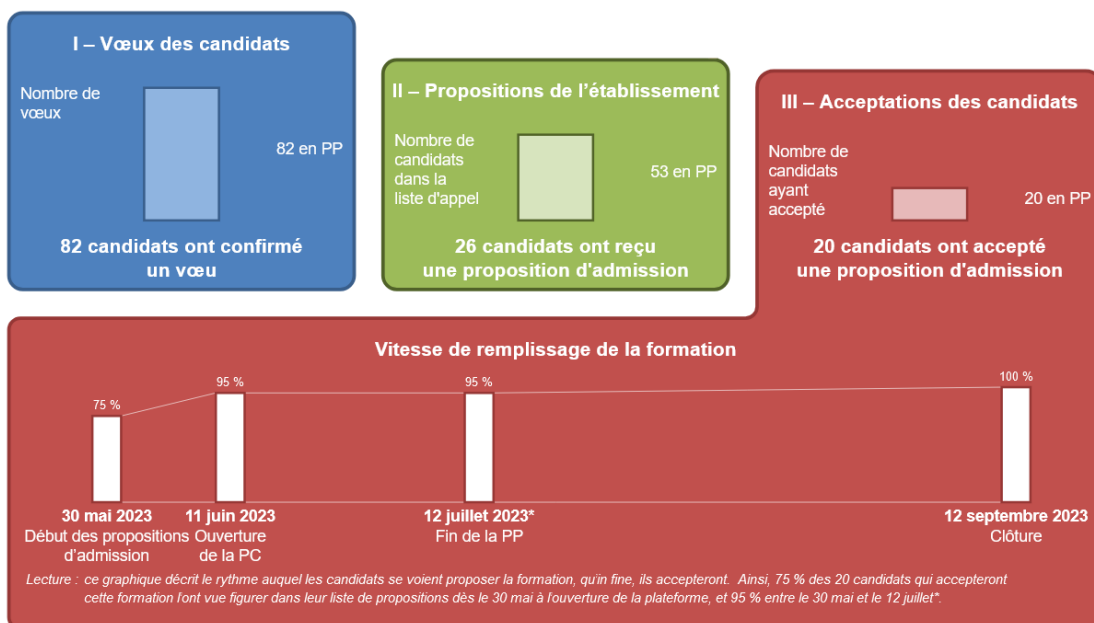 I – Vœux des candidats
Nombre de
vœux
82 en PP
82 candidats ont confirmé
un vœu
II – Propositions de l'établissement
Nombre de
candidats
dans la
liste d'appel
53 en PP
26 candidats ont reçu
une proposition d'admission
III – Acceptations des candidats
Nombre de
candidats
ayant
accepté
20 en PP
20 candidats ont accepté
une proposition d'admission
Vitesse de remplissage de la formation
75 %
95 %
95 %
100 %
30 mai 2023
Début des propositions
d'admission
11 juin 2023
Ouverture
de la PC
12 juillet 2023*
Fin de la PP
12 septembre 2023
Clôture
Lecture : ce graphique décrit le rythme auquel les candidats se voient proposer la formation, qu'in fine, ils accepteront. Ainsi, 75 % des 20 candidats qui accepteront
cette formation l'ont vue figurer dans leur liste de propositions dès le 30 mai à l'ouverture de la plateforme, et 95 % entre le 30 mai et le 12 juillet*.